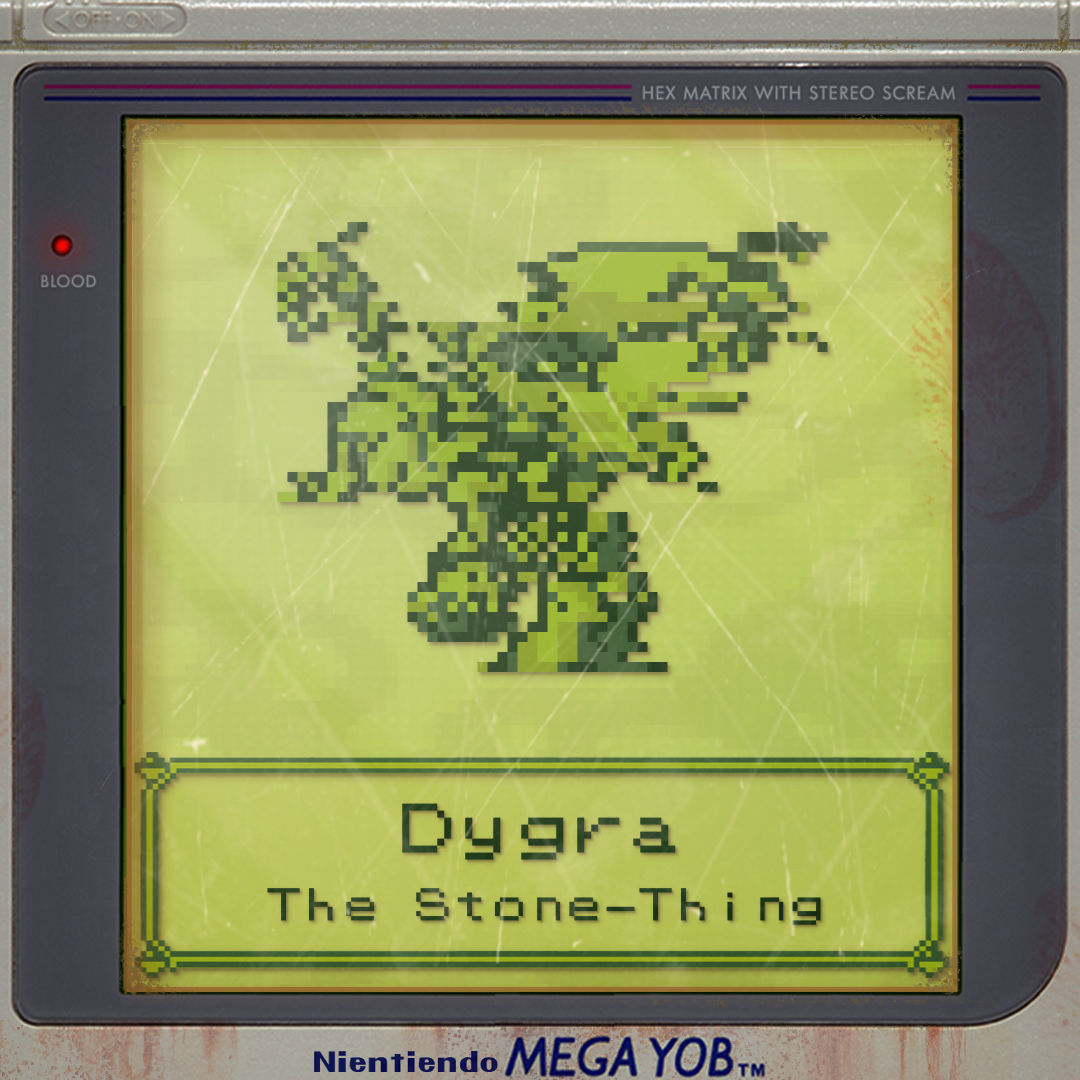 <OFF•ON>
HEX MATRIX WITH STEREO SCREAM
BLOOD
Dygra
The Stone-Thing
Nientiendo MEGA YOB™